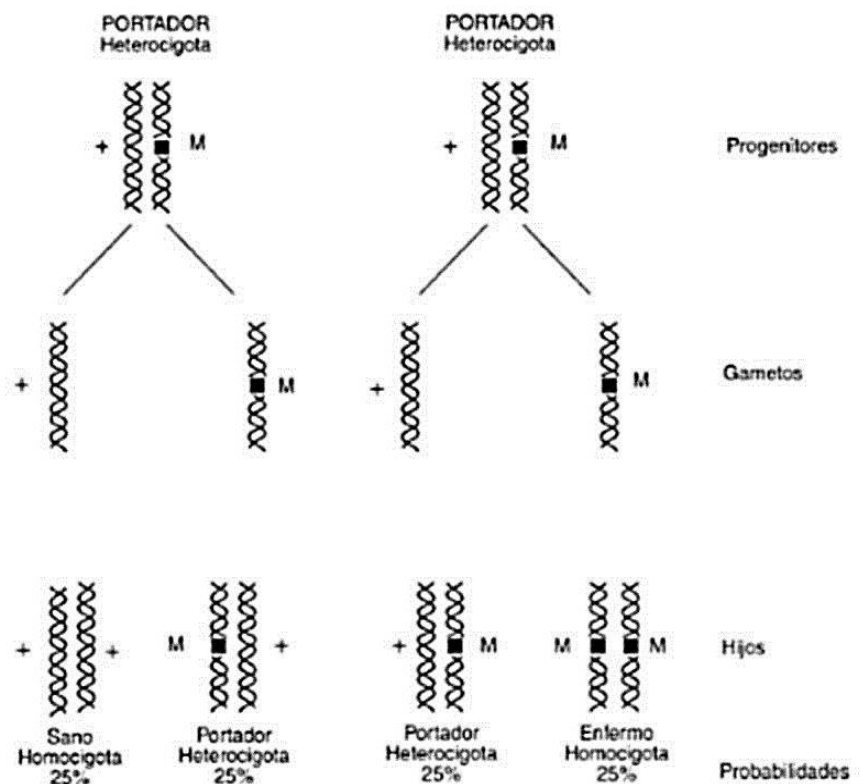 PORTADOR
Heterocigota
PORTADOR
Heterocigota
+ M
+ M
Progenitores
+ M
+ M
Gametos
+ +
M +
+ M
M M
Hijos
Sano
Homocigota
25%
Portador
Heterocigota
25%
Portador
Heterocigota
25%
Enfermo
Homocigota
25%
Probabilidades